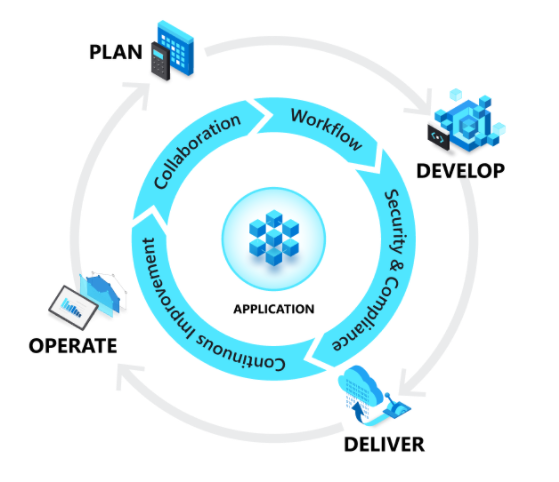 PLAN
DEVELOP
DELIVER
OPERATE
Collaboration
Workflow
Security & Compliance
Continuous Improvement
APPLICATION